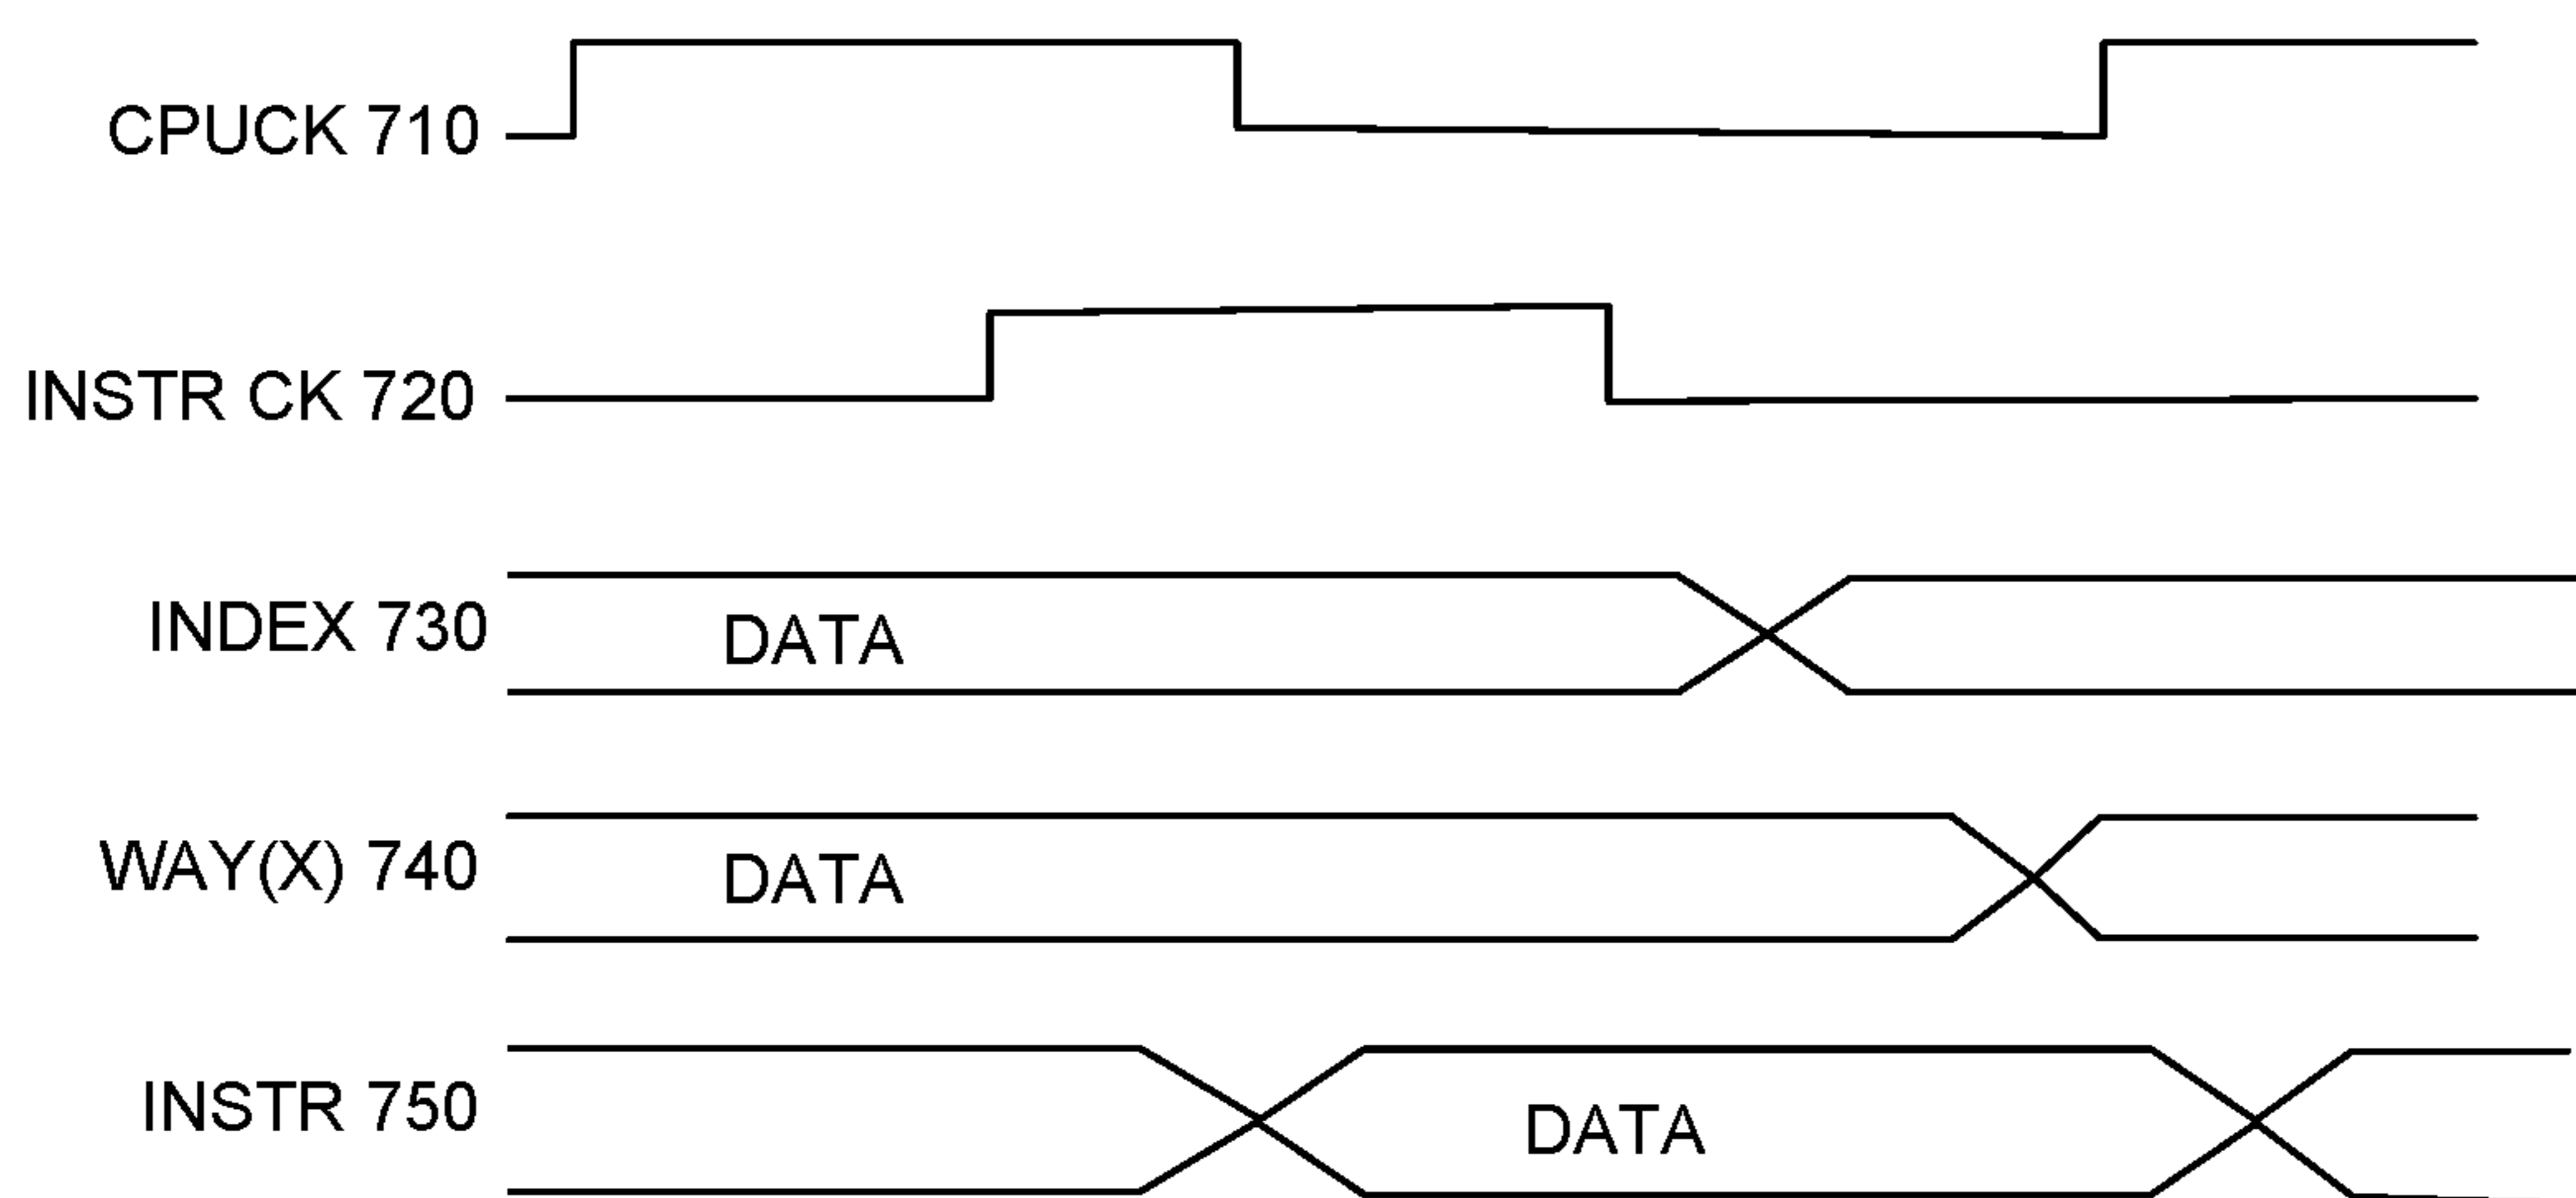 CPUCK 710
INSTR CK 720
INDEX 730
DATA
WAY(X) 740
DATA
INSTR 750
DATA